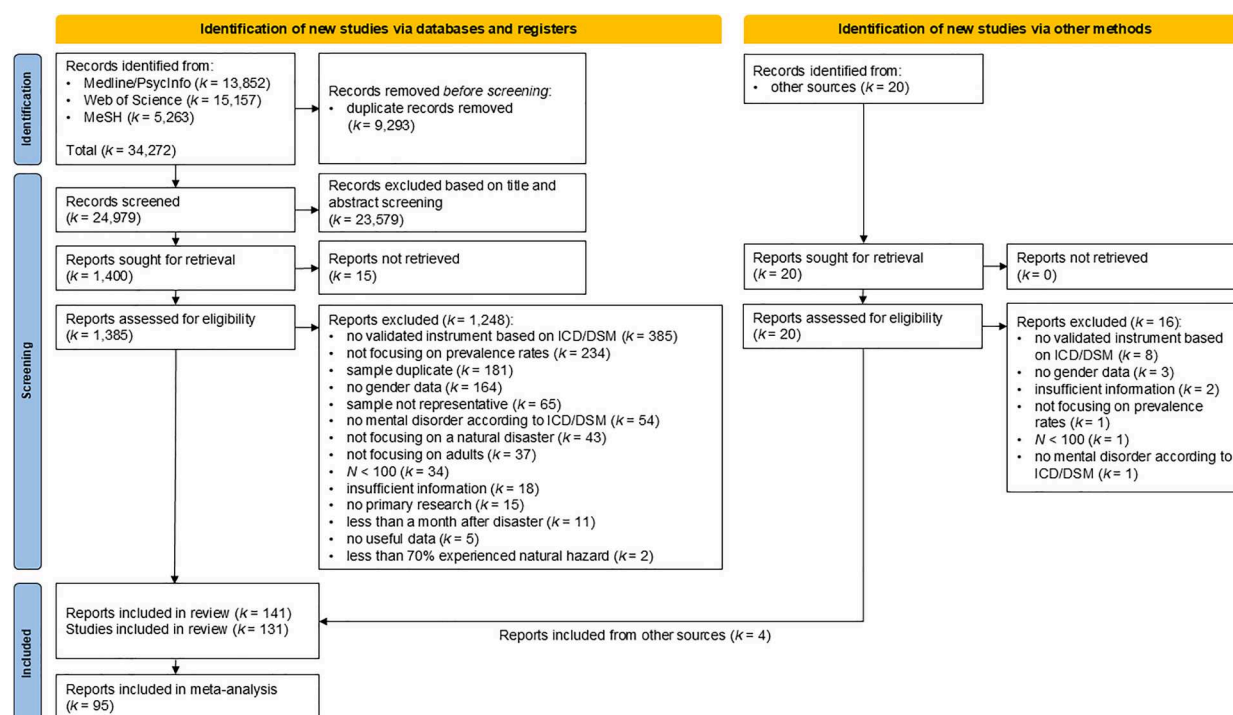 Identification of new studies via databases and registers
Identification of new studies via other methods
Identification
Records identified from:
• Medline/PsycInfo (k = 13,852)
• Web of Science (k = 15,157)
• MeSH (k = 5,263)
Total (k = 34,272)
Records removed before screening:
• duplicate records removed
(k = 9,293)
Records identified from:
• other sources (k = 20)
Screening
Records screened
(k = 24,979)
Records excluded based on title and
abstract screening
(k = 23,579)
Reports sought for retrieval
(k = 1,400)
Reports not retrieved
(k = 15)
Reports sought for retrieval
(k = 20)
Reports not retrieved
(k = 0)
Reports assessed for eligibility
(k = 1,385)
Reports excluded (k = 1,248):
• no validated instrument based on ICD/DSM (k = 385)
• not focusing on prevalence rates (k = 234)
• sample duplicate (k = 181)
• no gender data (k = 164)
• sample not representative (k = 65)
• no mental disorder according to ICD/DSM (k = 54)
• not focusing on a natural disaster (k = 43)
• not focusing on adults (k = 37)
• N < 100 (k = 34)
• insufficient information (k = 18)
• no primary research (k = 15)
• less than a month after disaster (k = 11)
• no useful data (k = 5)
• less than 70% experienced natural hazard (k = 2)
Reports assessed for eligibility
(k = 20)
Reports excluded (k = 16):
• no validated instrument based
on ICD/DSM (k = 8)
• no gender data (k = 3)
• insufficient information (k = 2)
• not focusing on prevalence
rates (k = 1)
• N < 100 (k = 1)
• no mental disorder according to
ICD/DSM (k = 1)
Included
Reports included in review (k = 141)
Studies included in review (k = 131)
Reports included from other sources (k = 4)
Reports included in meta-analysis
(k = 95)